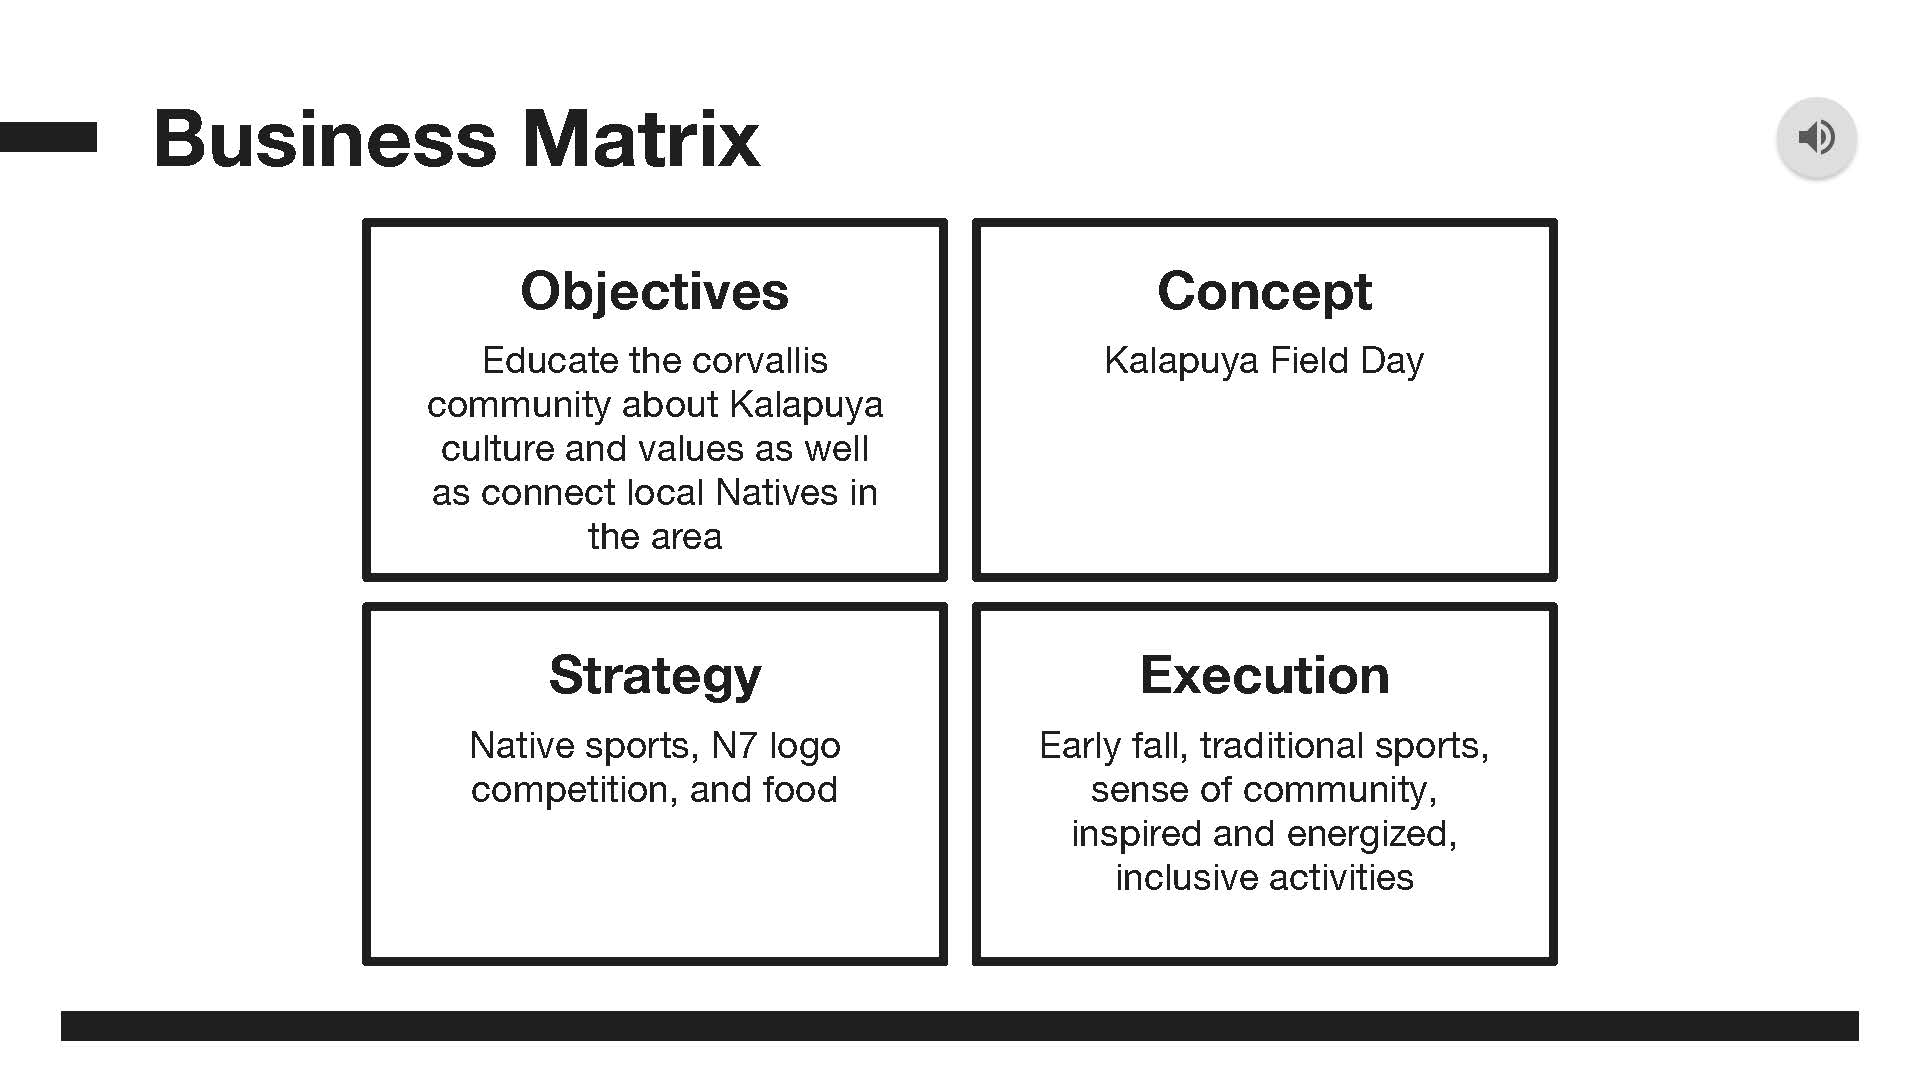 Business Matrix
Objectives
Educate the corvallis
community about Kalapuya
culture and values as well
as connect local Natives in
the area
Concept
Kalapuya Field Day
Strategy
Native sports, N7 logo
competition, and food
Execution
Early fall, traditional sports,
sense of community,
inspired and energized,
inclusive activities